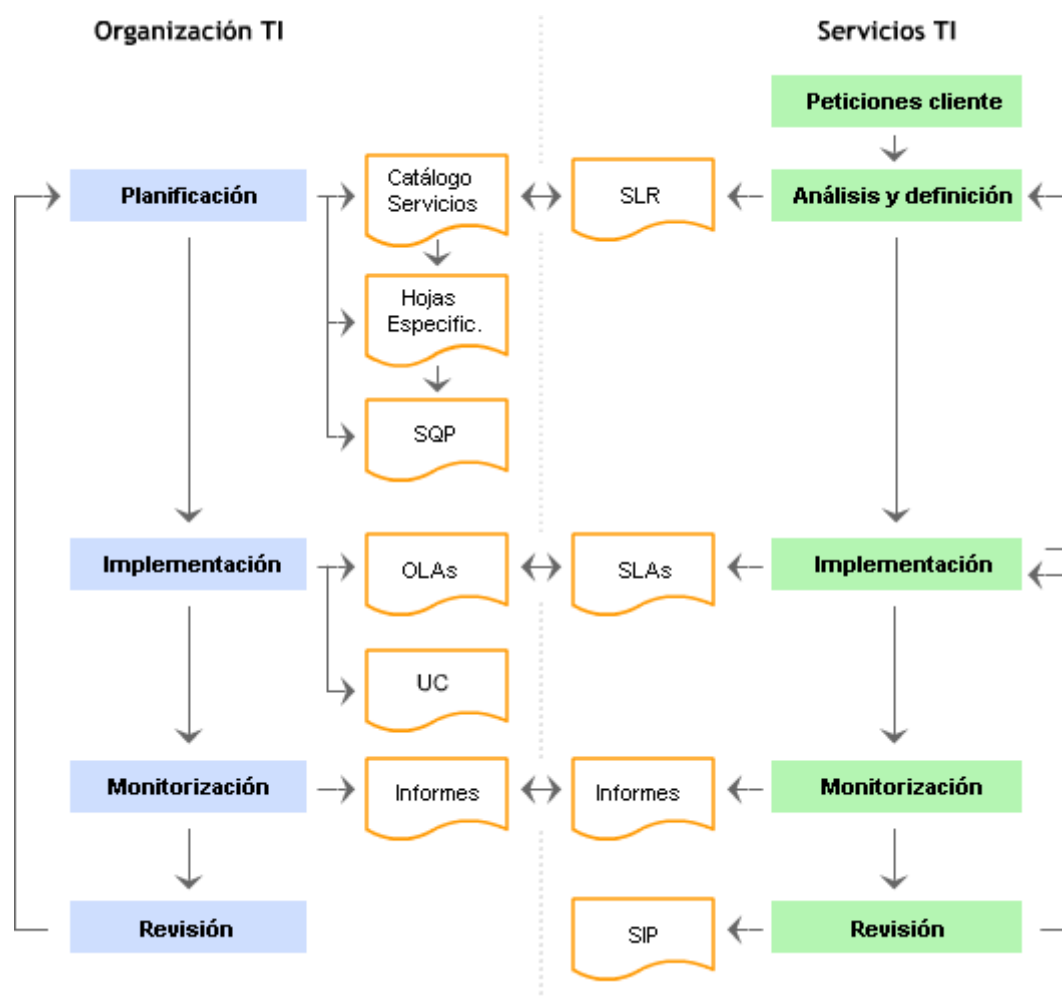 Organización TI
Servicios TI
Peticiones cliente
Planificación
Catálogo
Servicios
SLR
Análisis y definición
Hojas
Especific.
SQP
Implementación
OLAs
SLAs
Implementación
UC
Monitorización
Informes
Informes
Monitorización
Revisión
SIP
Revisión